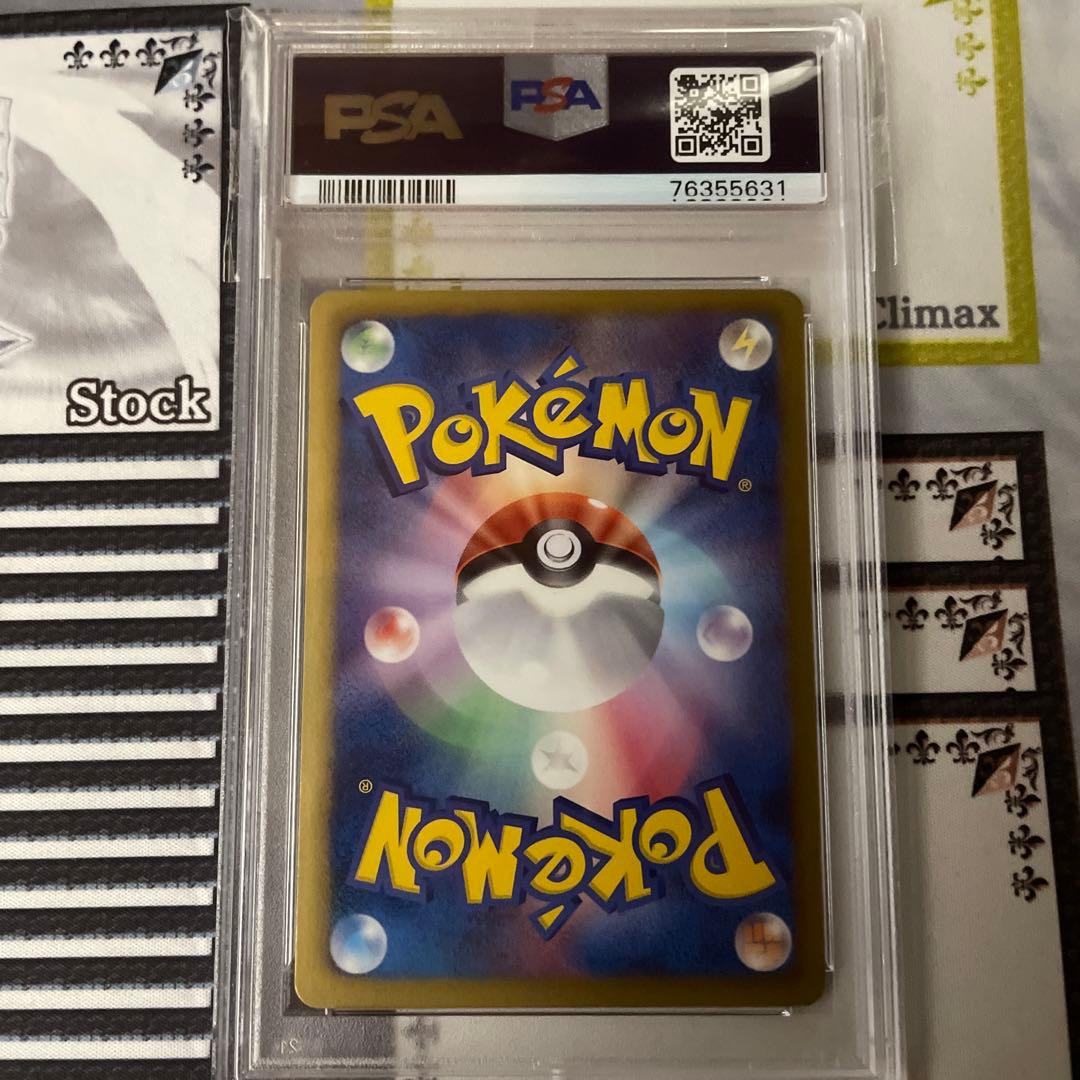 PSA
PSA
76355631
Climax
Stock
POKéMON
®
®
POKéMON